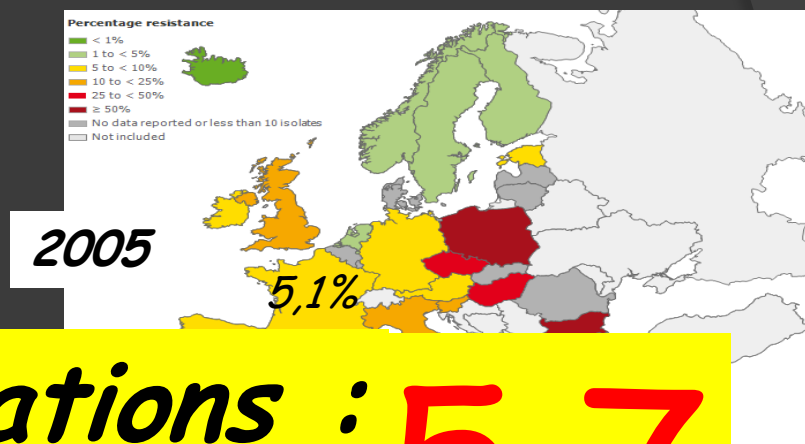 Percentage resistance
< 1%
1 to < 5%
5 to < 10%
10 to < 25%
25 to < 50%
≥ 50%
No data reported or less than 10 isolates
Not included
2005
5,1%
ations :